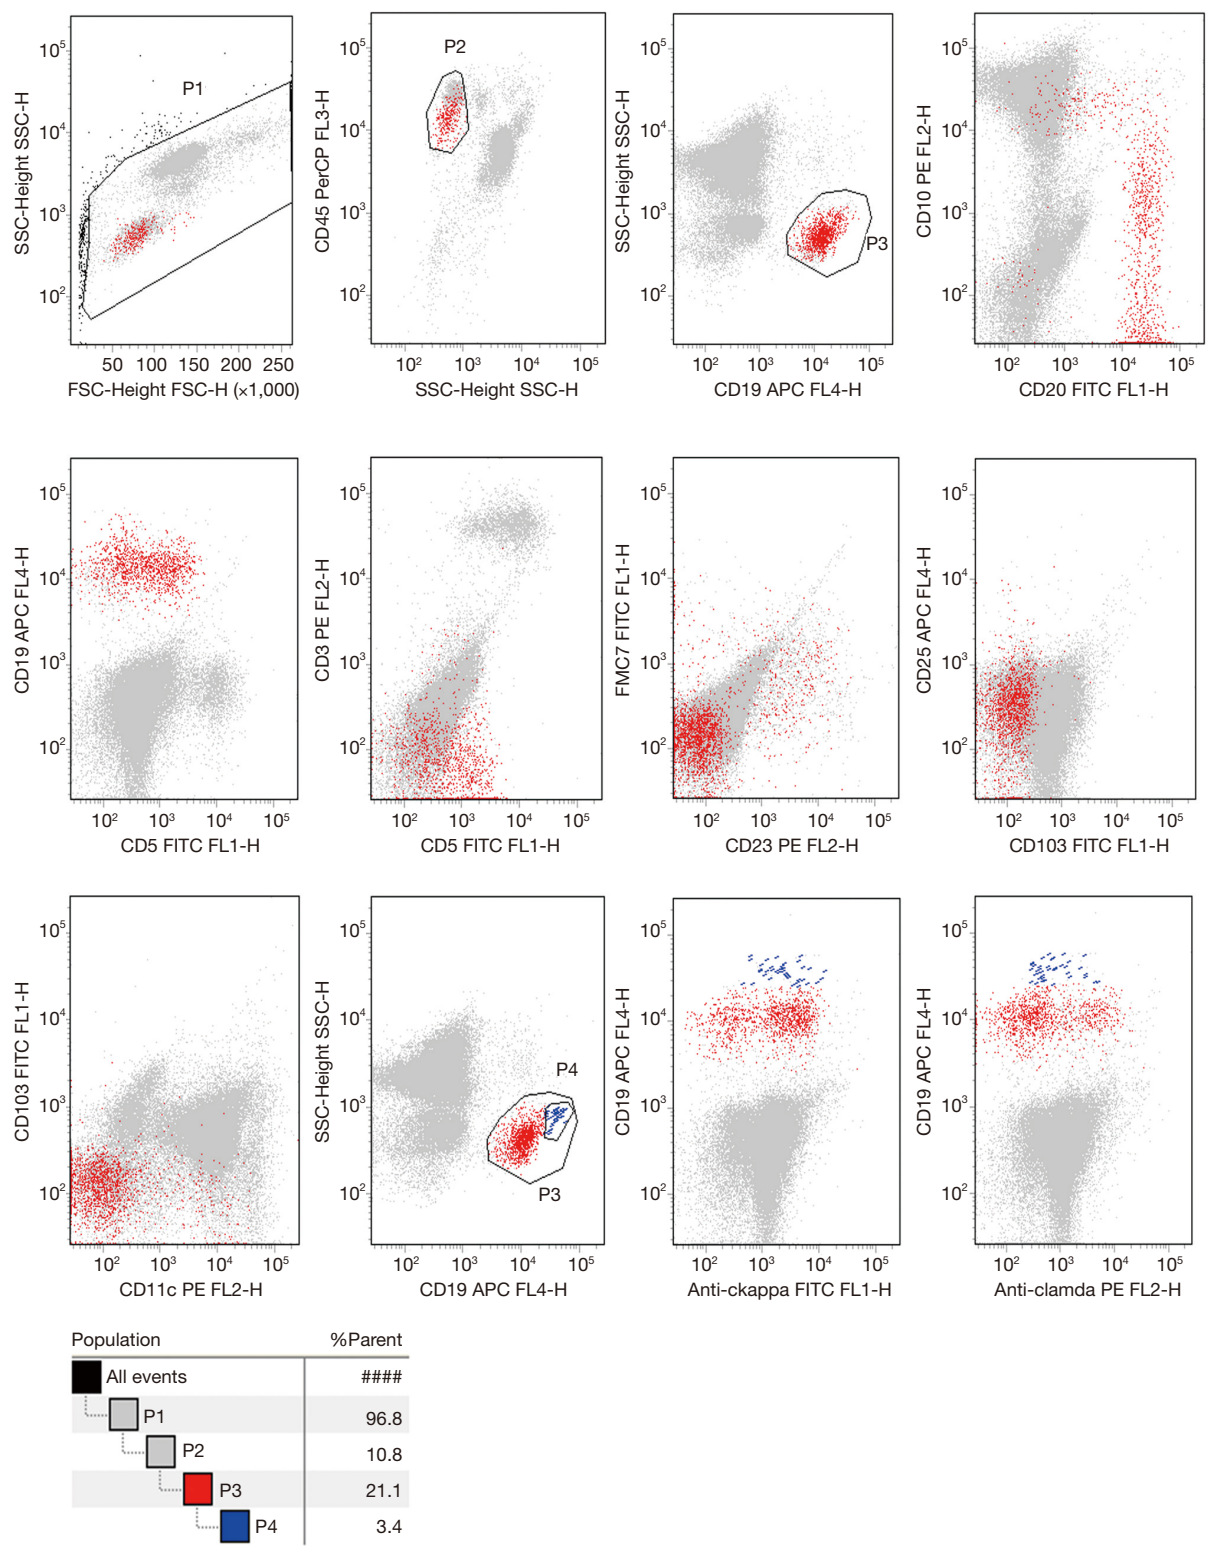 SSC-Height SSC-H
10⁵
10⁴
10³
10²
P1
50 100 150 200 250
FSC-Height FSC-H (×1,000)
CD45 PerCP FL3-H
10⁵
10⁴
10³
10²
P2
10² 10³ 10⁴ 10⁵
SSC-Height SSC-H
SSC-Height SSC-H
10⁵
10⁴
10³
10²
P3
10² 10³ 10⁴ 10⁵
CD19 APC FL4-H
CD10 PE FL2-H
10⁵
10⁴
10³
10²
10² 10³ 10⁴ 10⁵
CD20 FITC FL1-H
CD19 APC FL4-H
10⁵
10⁴
10³
10²
10² 10³ 10⁴ 10⁵
CD5 FITC FL1-H
CD3 PE FL2-H
10⁵
10⁴
10³
10²
10² 10³ 10⁴ 10⁵
CD5 FITC FL1-H
FMC7 FITC FL1-H
10⁵
10⁴
10³
10²
10² 10³ 10⁴ 10⁵
CD23 PE FL2-H
CD25 APC FL4-H
10⁵
10⁴
10³
10²
10² 10³ 10⁴ 10⁵
CD103 FITC FL1-H
CD103 FITC FL1-H
10⁵
10⁴
10³
10²
10² 10³ 10⁴ 10⁵
CD11c PE FL2-H
SSC-Height SSC-H
10⁵
10⁴
10³
10²
P4
P3
10² 10³ 10⁴ 10⁵
CD19 APC FL4-H
CD19 APC FL4-H
10⁵
10⁴
10³
10²
10² 10³ 10⁴ 10⁵
Anti-ckappa FITC FL1-H
CD19 APC FL4-H
10⁵
10⁴
10³
10²
10² 10³ 10⁴ 10⁵
Anti-clamda PE FL2-H
Population %Parent
All events ####
P1 96.8
P2 10.8
P3 21.1
P4 3.4